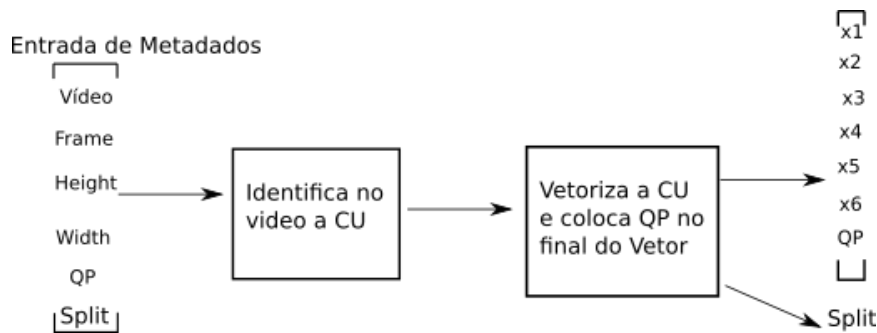 Entrada de Metadados
Vídeo
Frame
Height
Width
QP
Split
Identifica no
video a CU
Vetoriza a CU
e coloca QP no
final do Vetor
x1
x2
x3
x4
x5
x6
QP
Split